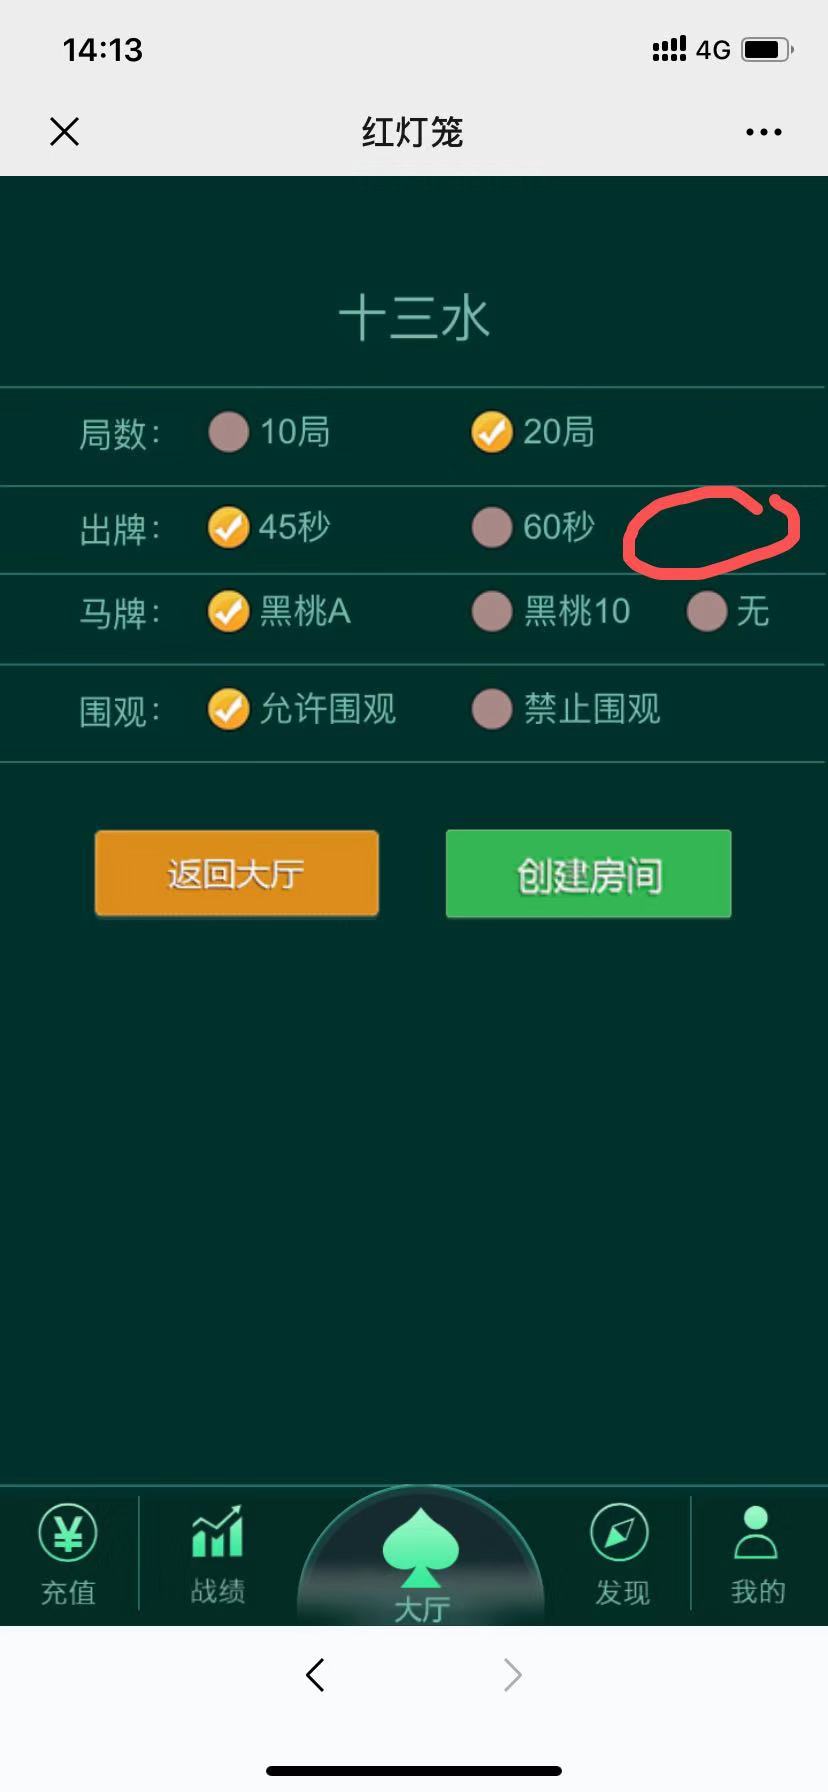 14:13 4G
红灯笼
十三水
局数: 10局 20局
出牌: 45秒 60秒
马牌: 黑桃A 黑桃10 无
围观: 允许围观 禁止围观
返回大厅 创建房间
¥
充值 战绩 大厅 发现 我的